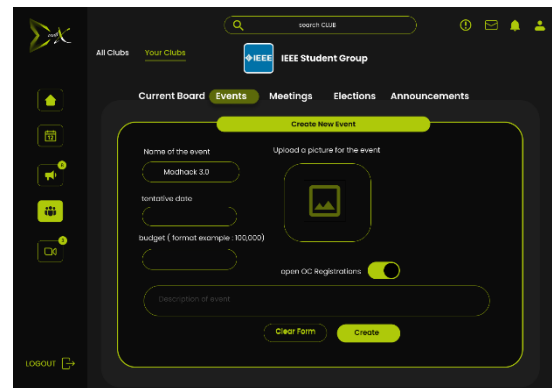 search CLUB
All Clubs Your Clubs
IEEE IEEE Student Group
Current Board Events Meetings Elections Announcements
Create New Event
Name of the event Upload a picture for the event
Modhack 3.0
tentative date
budget ( format example : 100,000)
open OC Registrations
Description of event
Clear Form Create
LOGOUT